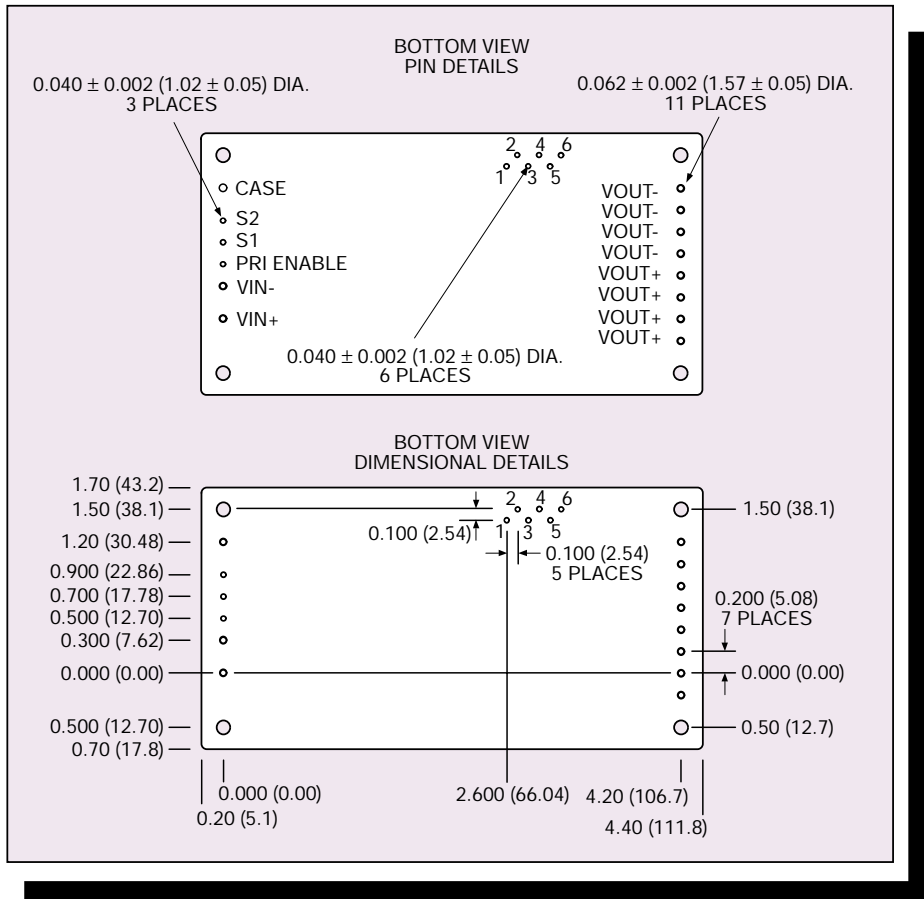 BOTTOM VIEW
PIN DETAILS
0.040 ± 0.002 (1.02 ± 0.05) DIA.
3 PLACES
0.062 ± 0.002 (1.57 ± 0.05) DIA.
11 PLACES
2 4 6
1 3 5
CASE
S2
S1
PRI ENABLE
VIN-
VIN+
VOUT-
VOUT-
VOUT-
VOUT-
VOUT+
VOUT+
VOUT+
VOUT+
0.040 ± 0.002 (1.02 ± 0.05) DIA.
6 PLACES
BOTTOM VIEW
DIMENSIONAL DETAILS
1.70 (43.2)
1.50 (38.1)
1.20 (30.48)
0.900 (22.86)
0.700 (17.78)
0.500 (12.70)
0.300 (7.62)
0.000 (0.00)
0.500 (12.70)
0.70 (17.8)
2 4 6
1 3 5
0.100 (2.54)
0.100 (2.54)
5 PLACES
1.50 (38.1)
0.200 (5.08)
7 PLACES
0.000 (0.00)
0.50 (12.7)
0.000 (0.00)
0.20 (5.1)
2.600 (66.04)
4.20 (106.7)
4.40 (111.8)